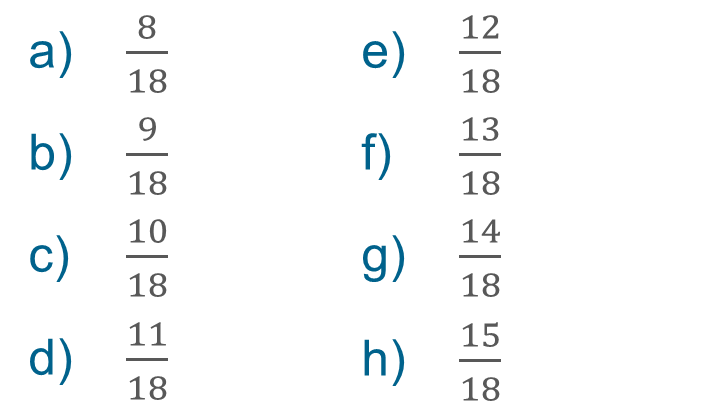 a) 8/18
b) 9/18
c) 10/18
d) 11/18
e) 12/18
f) 13/18
g) 14/18
h) 15/18